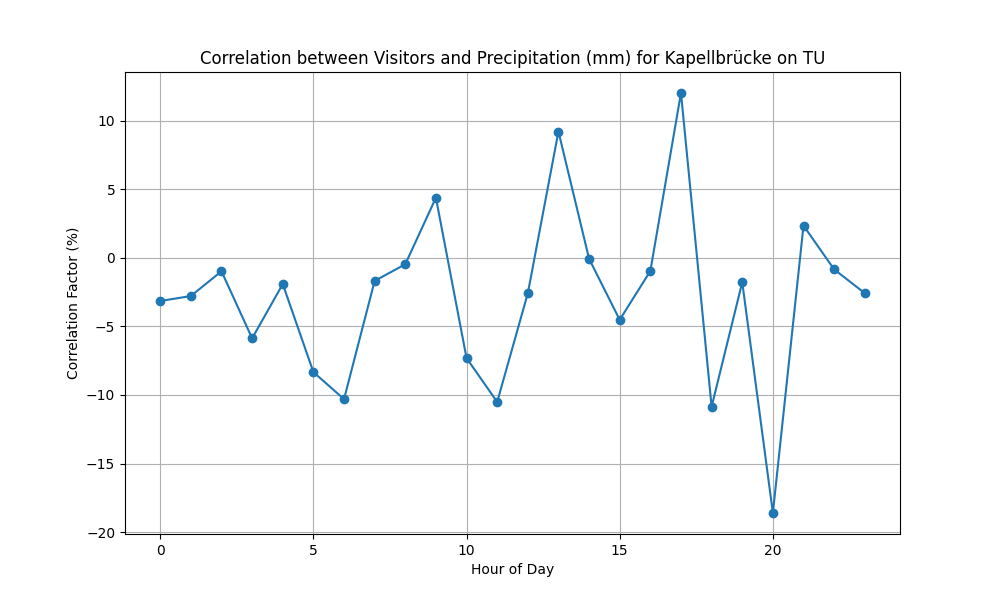 Correlation between Visitors and Precipitation (mm) for Kapellbrücke on TU
Correlation Factor (%)
10
5
0
−5
−10
−15
−20
0 5 10 15 20
Hour of Day